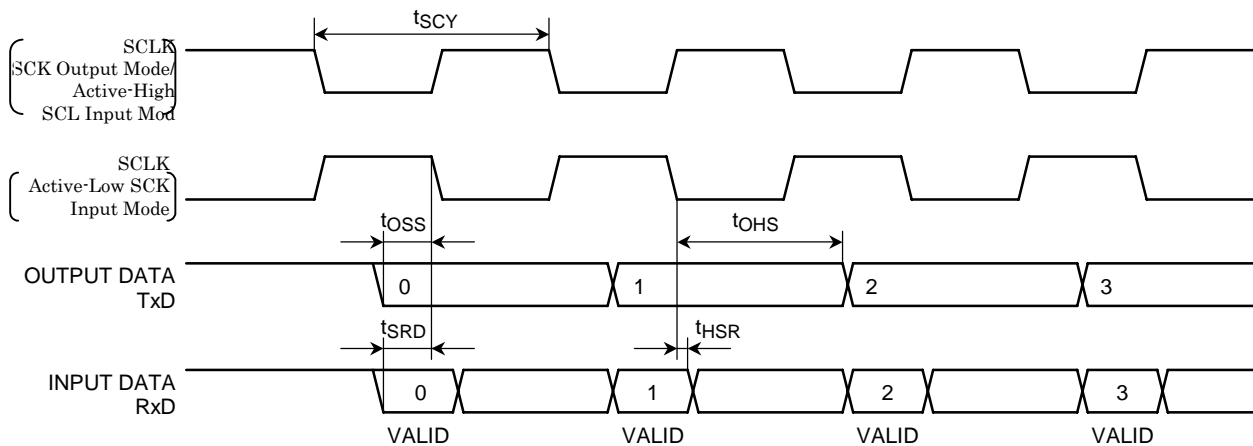 tSCY
SCLK
SCK Output Mode/
Active-High
SCL Input Mod
SCLK
Active-Low SCK
Input Mode
tOSS
tOHS
OUTPUT DATA
TxD
0
1
2
3
tSRD
tHSR
INPUT DATA
RxD
0
1
2
3
VALID
VALID
VALID
VALID